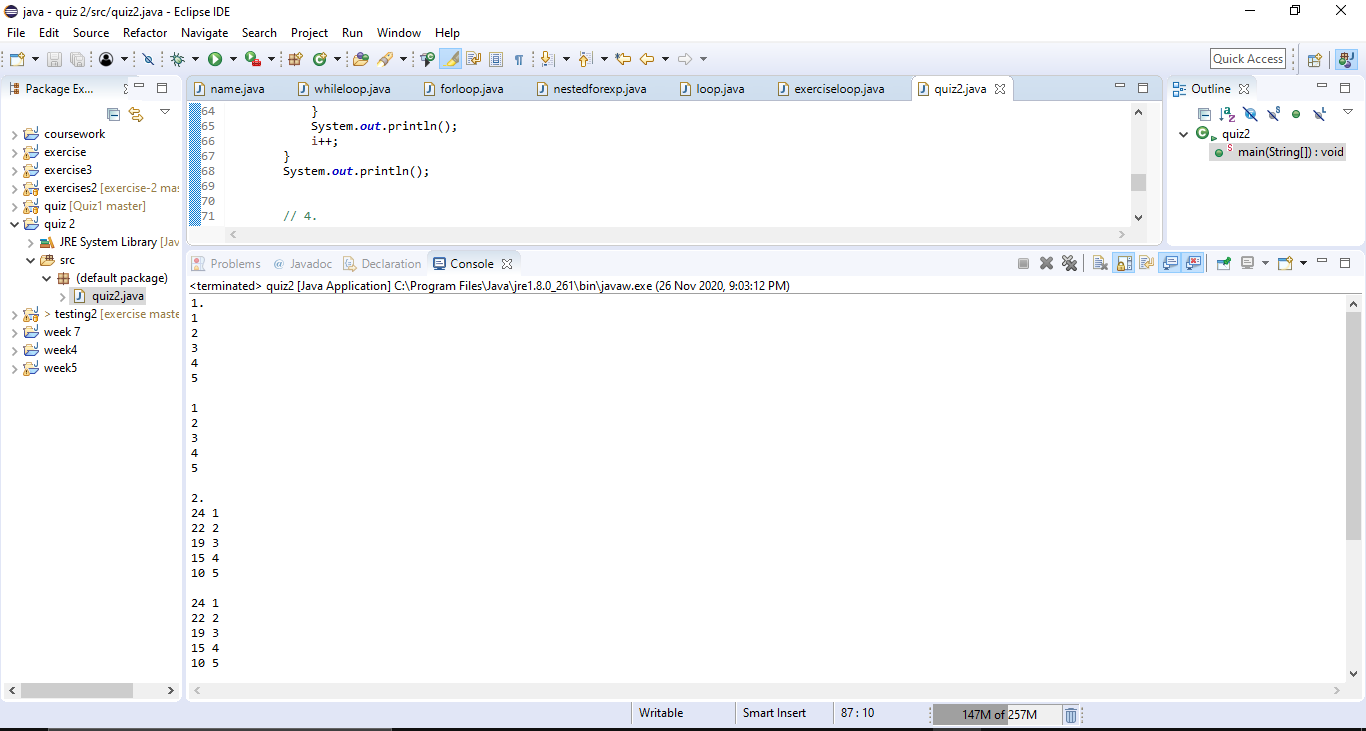 java - quiz 2/src/quiz2.java - Eclipse IDE
File Edit Source Refactor Navigate Search Project Run Window Help
Quick Access
Package Ex...
name.java whileloop.java forloop.java nestedforexp.java loop.java exerciseloop.java quiz2.java
Outline
coursework
exercise
exercise3
exercises2 [exercise-2 mas
quiz [Quiz1 master]
quiz 2
JRE System Library [Jav
src
(default package)
quiz2.java
> testing2 [exercise maste
week 7
week4
week5
64 }
65 System.out.println();
66 i++;
67 }
68 System.out.println();
69
70
71 // 4.
quiz2
main(String[]) : void
Problems @ Javadoc Declaration Console
<terminated> quiz2 [Java Application] C:\Program Files\Java\jre1.8.0_261\bin\javaw.exe (26 Nov 2020, 9:03:12 PM)
1.
1
2
3
4
5
1
2
3
4
5
2.
24 1
22 2
19 3
15 4
10 5
24 1
22 2
19 3
15 4
10 5
Writable Smart Insert 87 : 10 147M of 257M